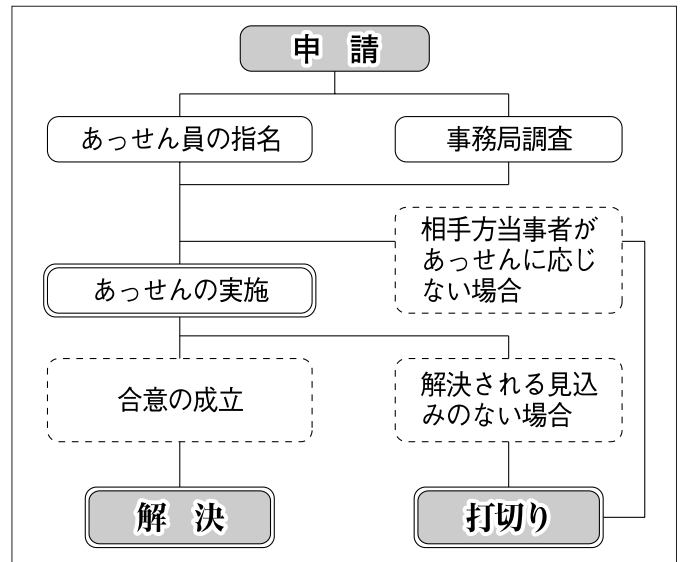 申　請
あっせん員の指名
事務局調査
相手方当事者が
あっせんに応じ
ない場合
あっせんの実施
合意の成立
解決される見込
みのない場合
解　決
打切り